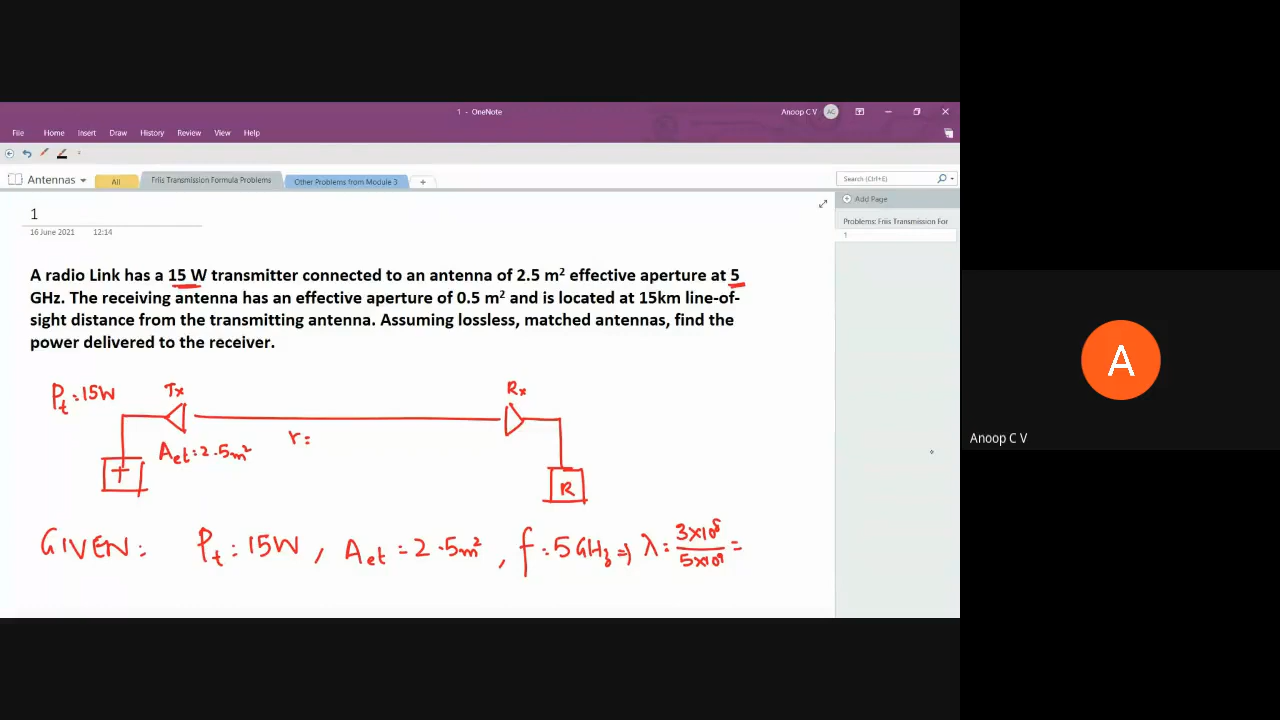 1 - OneNote
Anoop C V
AC
File Home Insert Draw History Review View Help
Antennas
All
Friis Transmission Formula Problems
Other Problems from Module 3
+
Search (Ctrl+E)
Add Page
Problems: Friis Transmission For
1
1
16 June 2021 12:14
A radio Link has a 15 W transmitter connected to an antenna of 2.5 m² effective aperture at 5
GHz. The receiving antenna has an effective aperture of 0.5 m² and is located at 15km line-of-
sight distance from the transmitting antenna. Assuming lossless, matched antennas, find the
power delivered to the receiver.
Pt = 15W Tx Rx
r =
Aet = 2.5m²
T
R
GIVEN: Pt = 15W, Aet = 2.5m², f = 5 GHz ⇒ λ = 3×10⁸ / 5×10⁹ =
A
Anoop C V